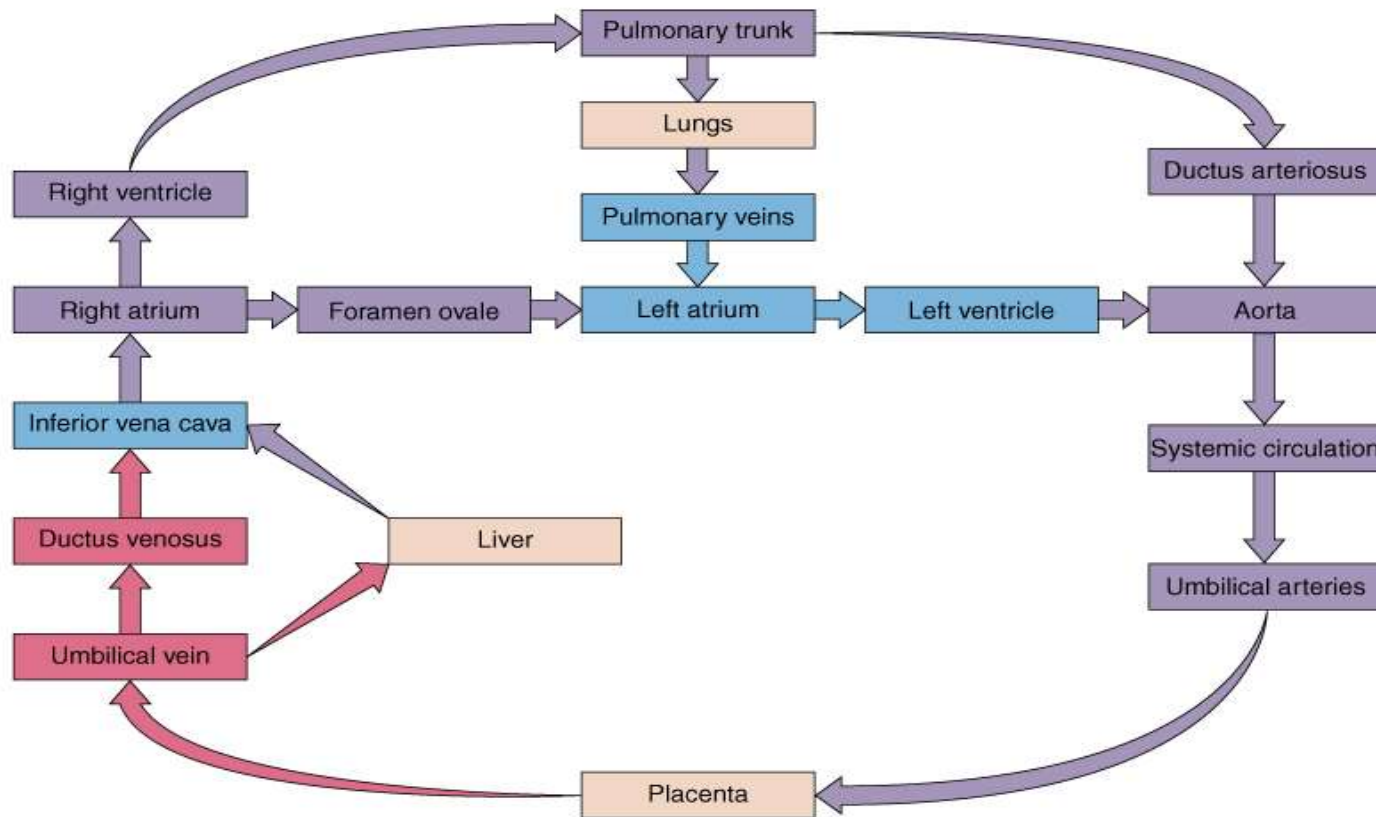 Pulmonary trunk
Lungs
Right ventricle
Ductus arteriosus
Pulmonary veins
Right atrium
Foramen ovale
Left atrium
Left ventricle
Aorta
Inferior vena cava
Systemic circulation
Ductus venosus
Liver
Umbilical arteries
Umbilical vein
Placenta